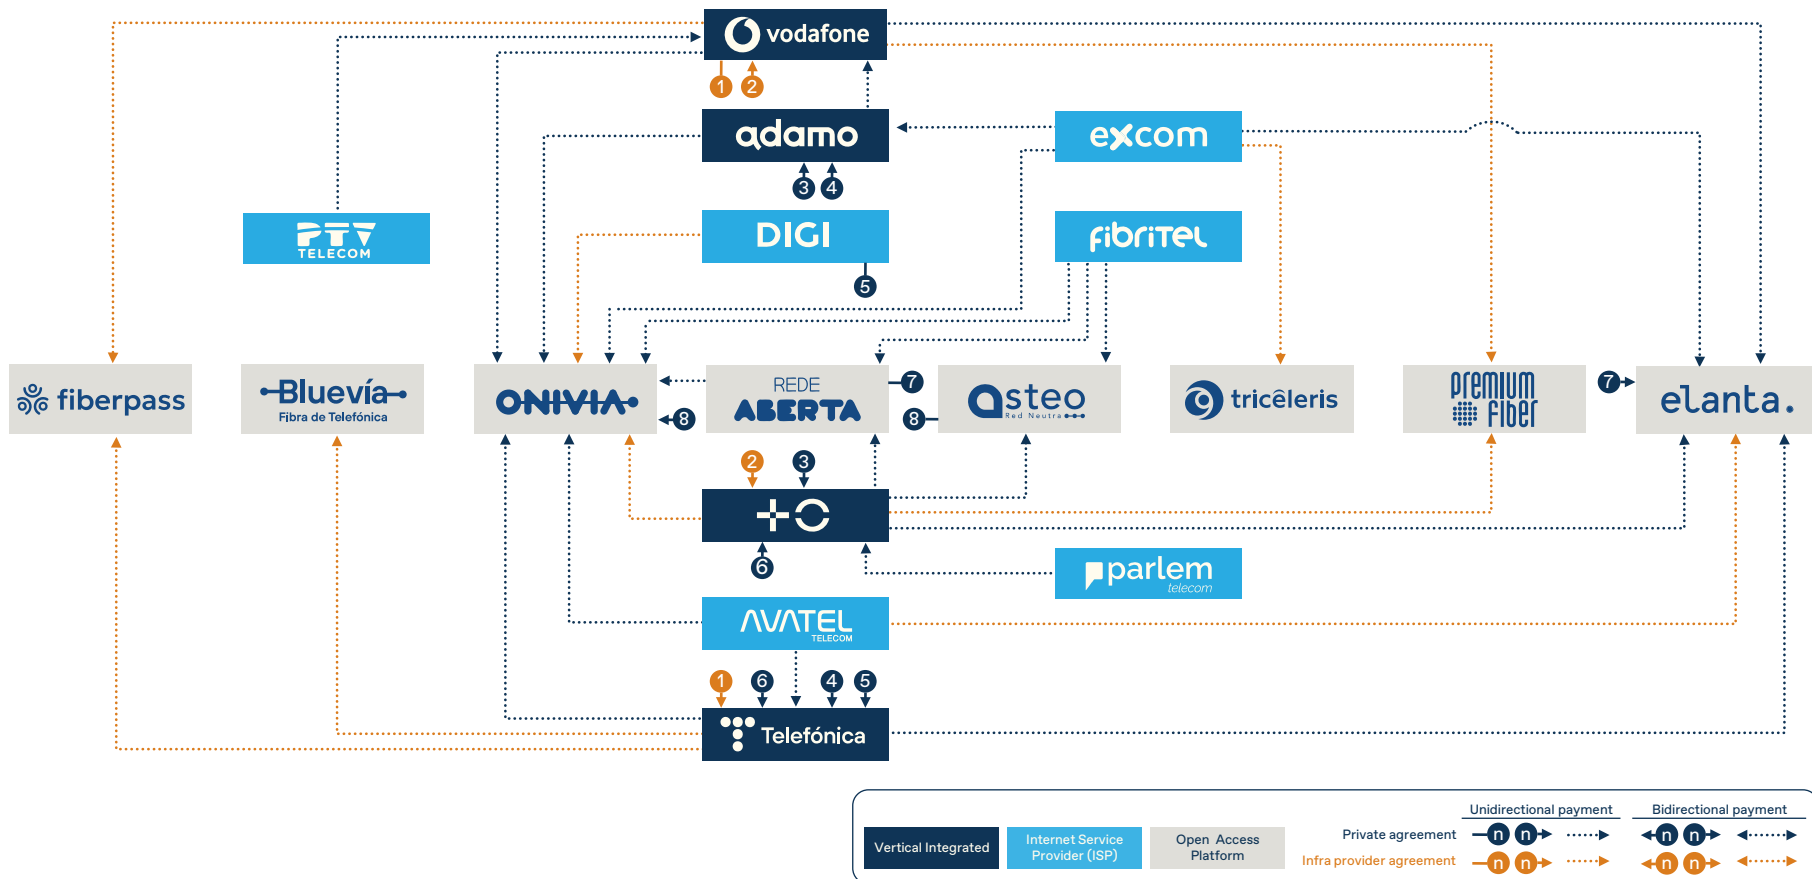 vodafone
1
2
adamo
excom
3
4
PTV
TELECOM
DIGI
fibritel
5
fiberpass
Bluevía
Fibra de Telefónica
ONIVIA
8
REDE
ABERTA
7
8
asteo
Red Neutra
tricêleris
premium
fiber
7
elanta.
2
3
6
parlem
telecom
AVATEL
TELECOM
1
6
4
5
Telefónica
Vertical Integrated
Internet Service
Provider (ISP)
Open Access
Platform
Unidirectional payment
Bidirectional payment
Private agreement
n n
n n
Infra provider agreement
n n
n n